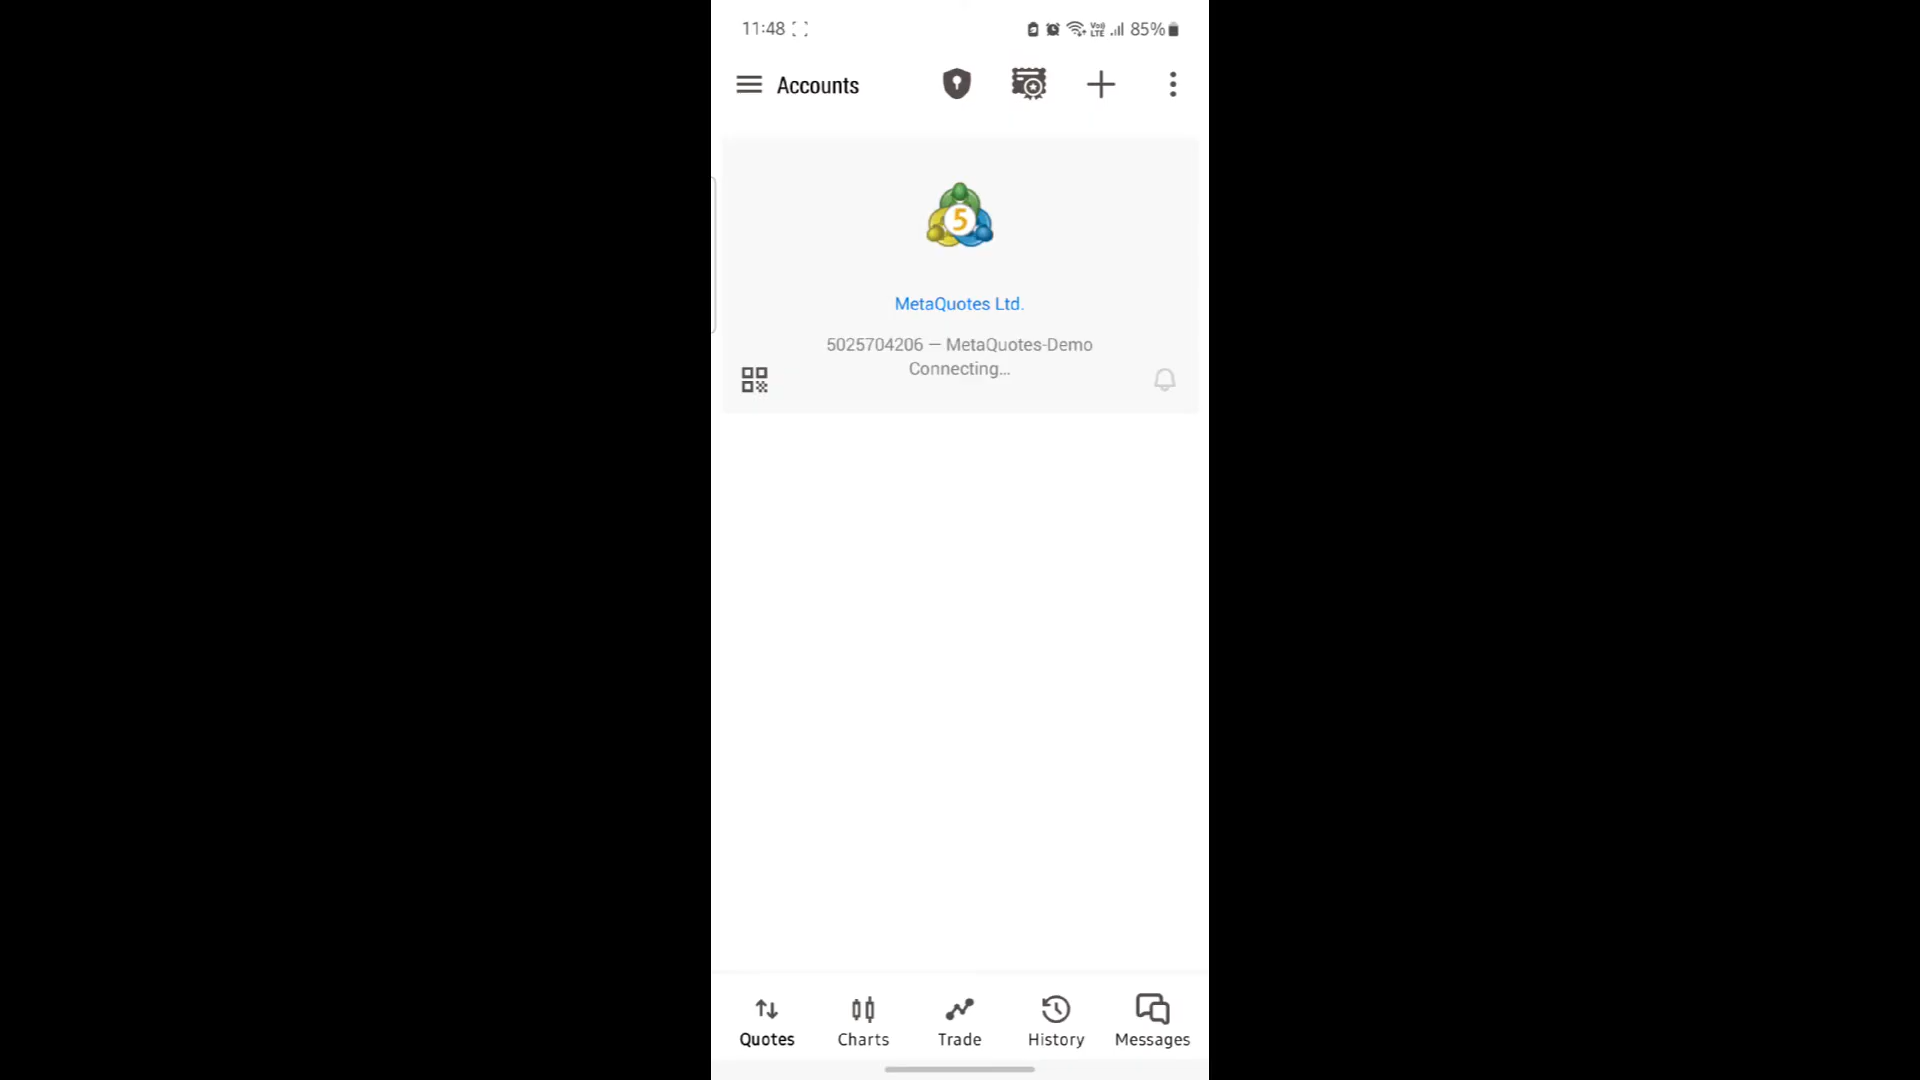 11:48 85%
Accounts
5
MetaQuotes Ltd.
5025704206 — MetaQuotes-Demo
Connecting...
Quotes Charts Trade History Messages